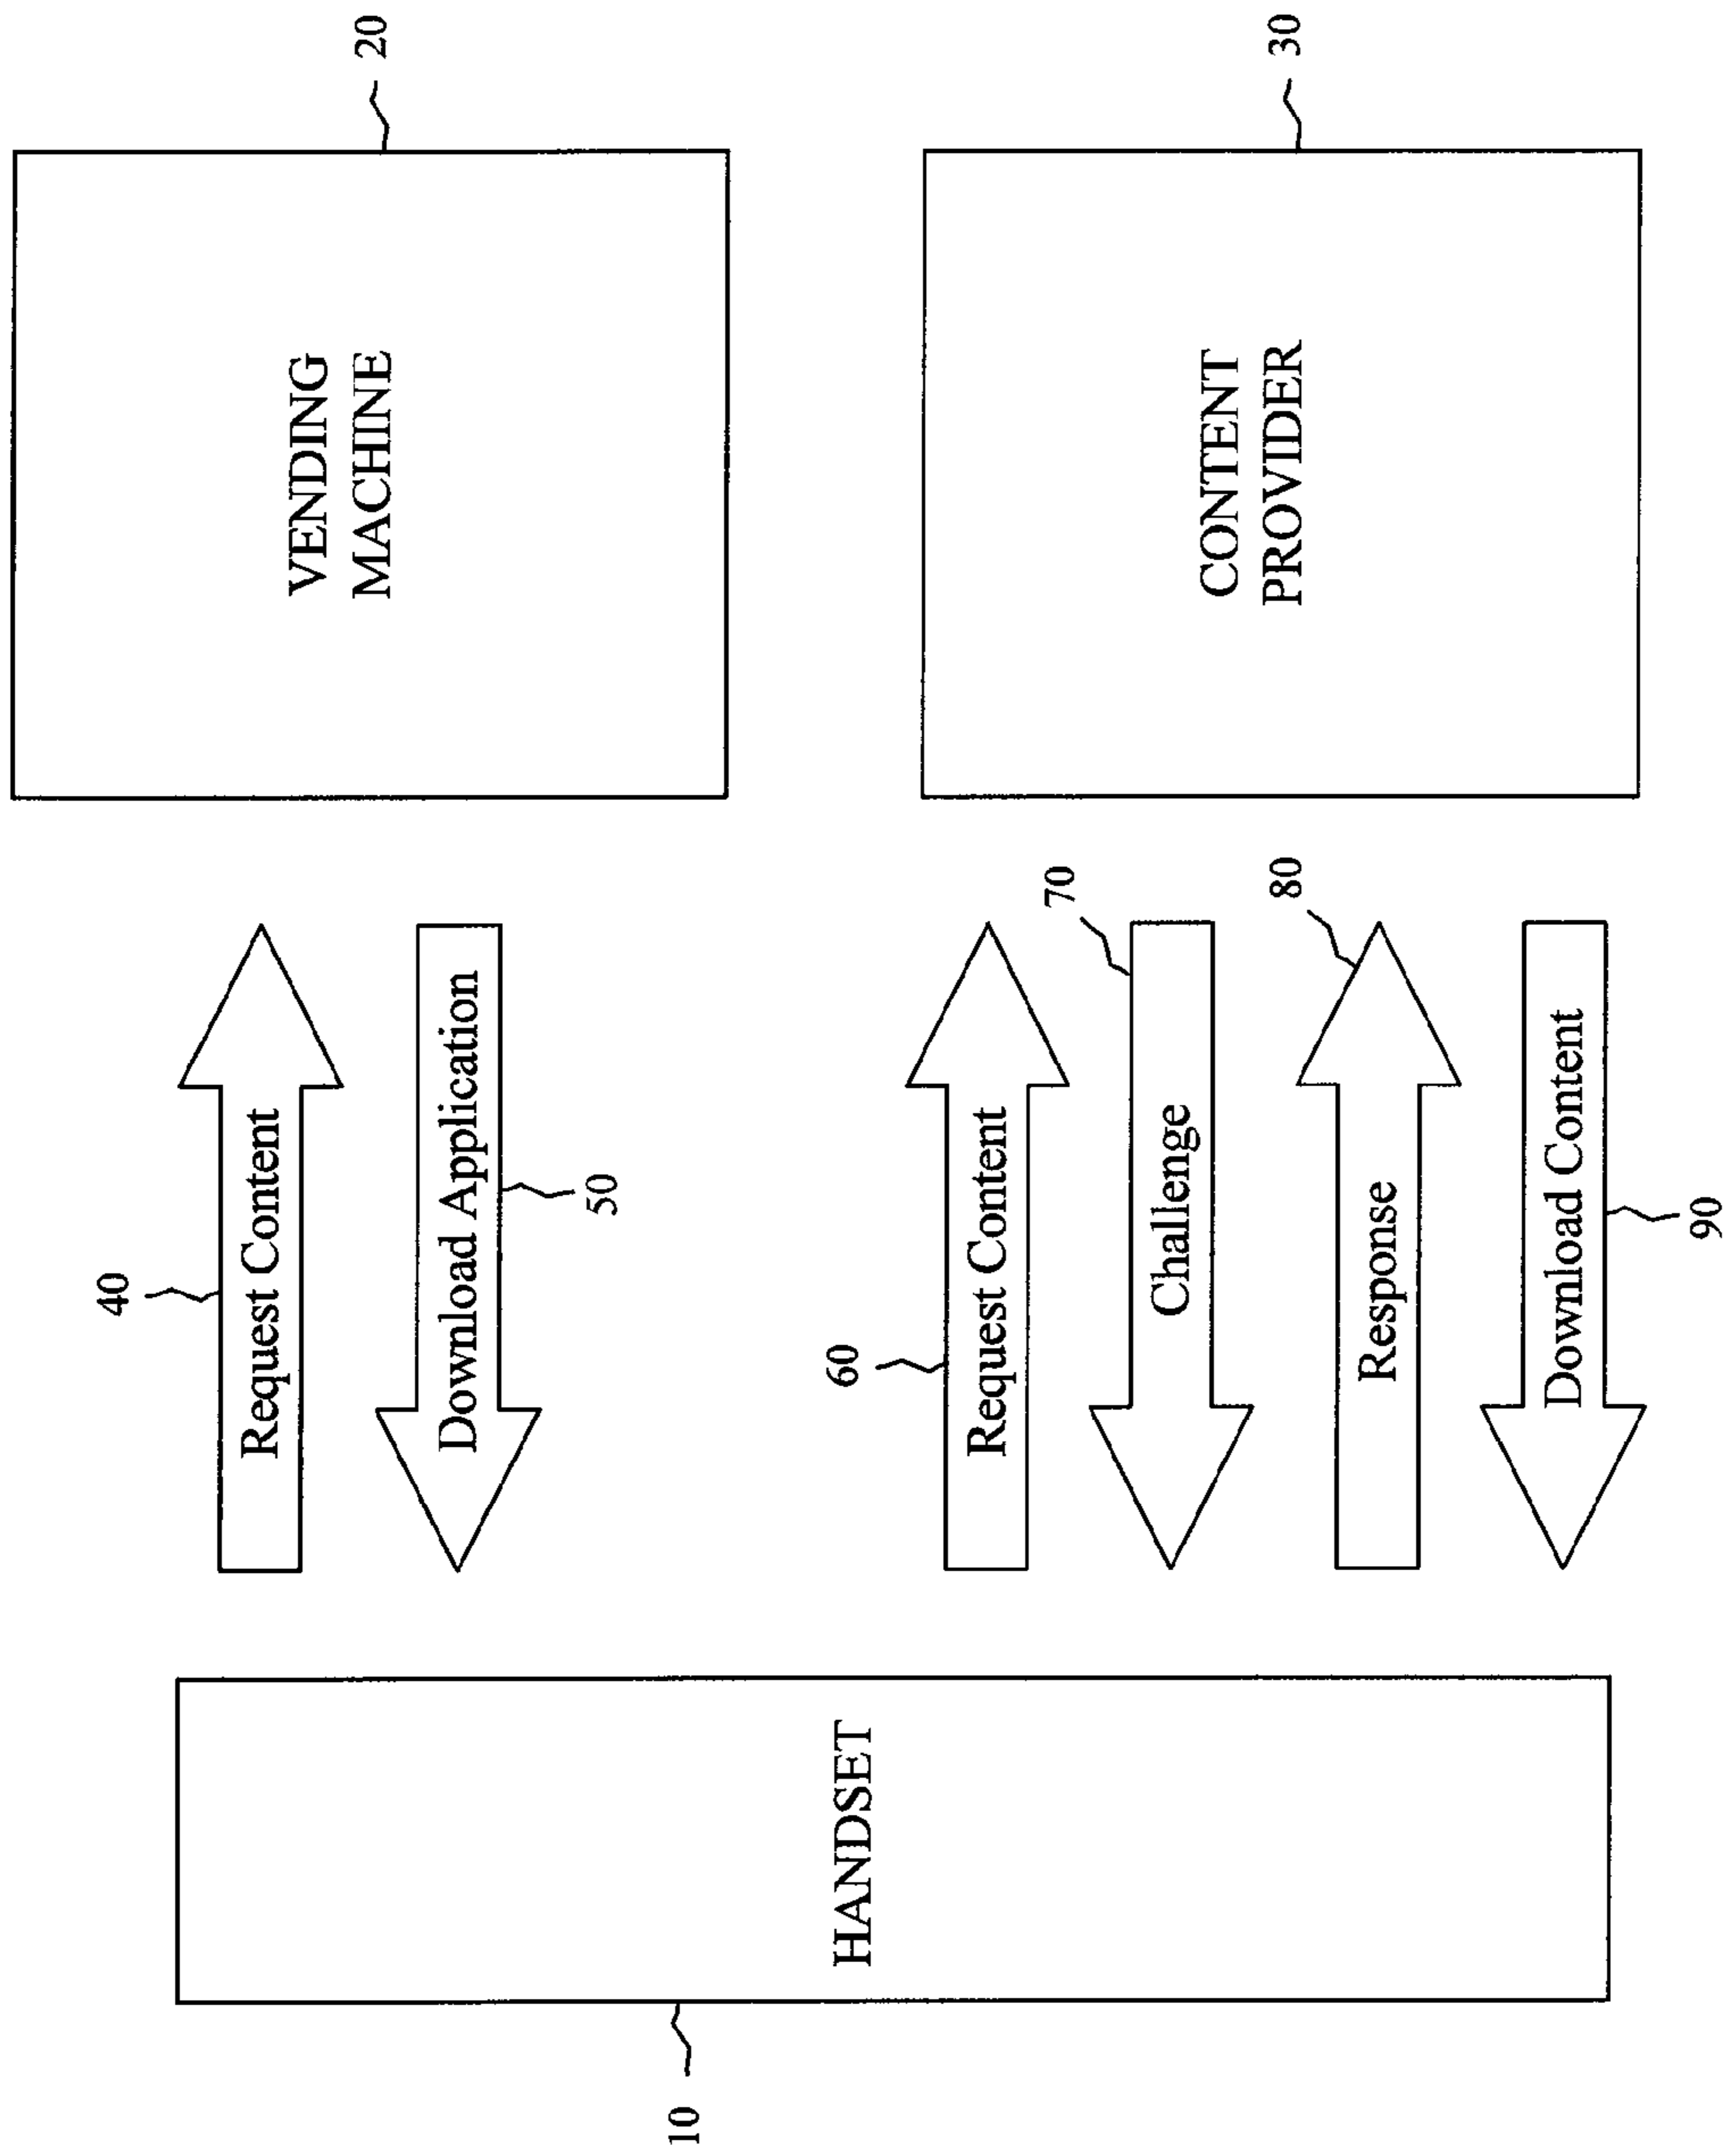 10
HANDSET
40
Request Content
Download Application
50
60
Request Content
70
Challenge
80
Response
Download Content
90
VENDING
MACHINE
20
CONTENT
PROVIDER
30